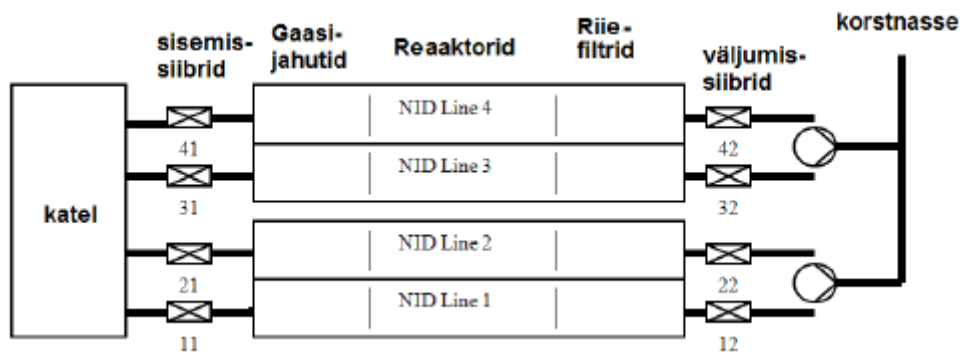 korstnasse
sisemis-
siibrid
Gaasi-
jahutid
Reaaktorid
Riie-
filtrid
väljumis-
siibrid
katel
41
NID Line 4
42
31
NID Line 3
32
21
NID Line 2
22
11
NID Line 1
12